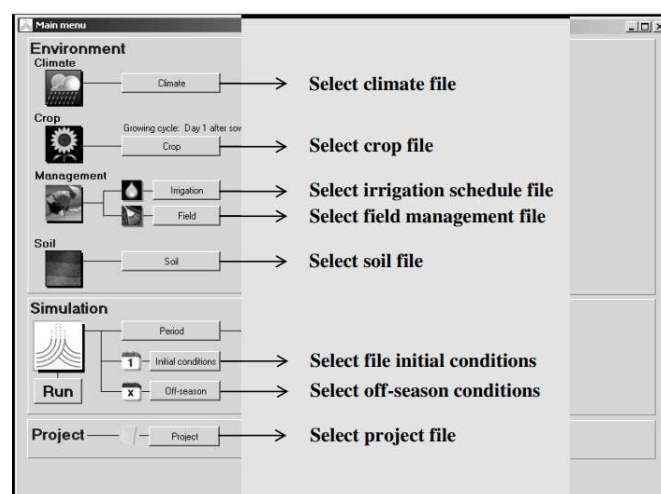 Main menu
Environment
Climate
Climate
Select climate file
Crop
Growing cycle: Day 1 after sow
Crop
Select crop file
Management
Irrigation
Select irrigation schedule file
Field
Select field management file
Soil
Soil
Select soil file
Simulation
Period
1
Initial conditions
Select file initial conditions
Run
X
Off-season
Select off-season conditions
Project
Project
Select project file